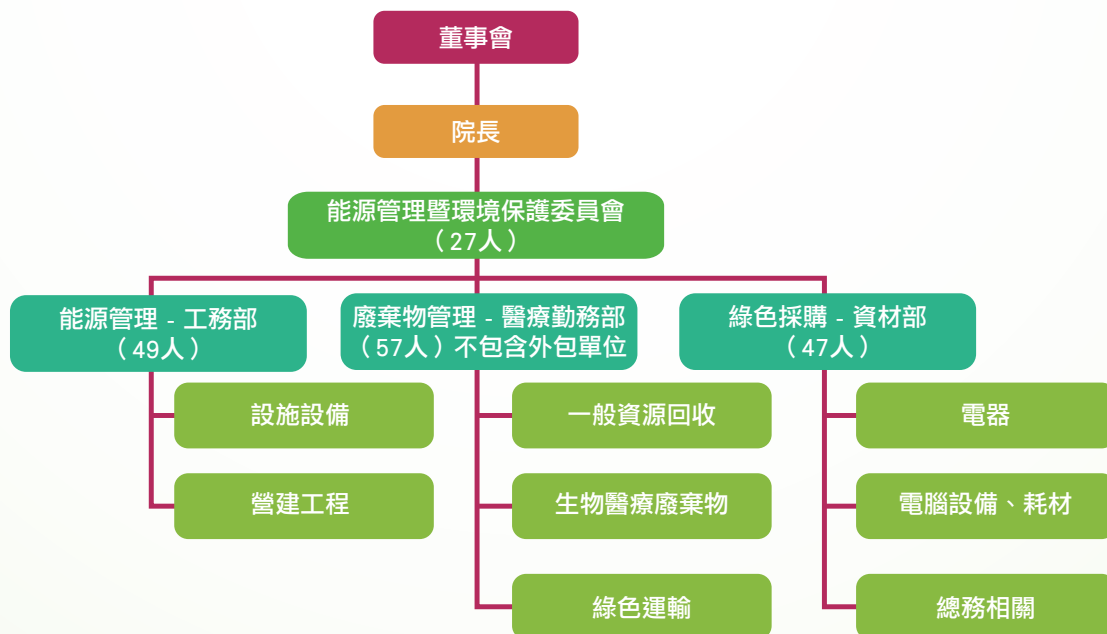 董事會
院長
能源管理暨環境保護委員會
（27人）
能源管理 - 工務部
（49人）
廢棄物管理 - 醫療勤務部
（57人）不包含外包單位
綠色採購 - 資材部
（47人）
設施設備
一般資源回收
電器
營建工程
生物醫療廢棄物
電腦設備、耗材
綠色運輸
總務相關